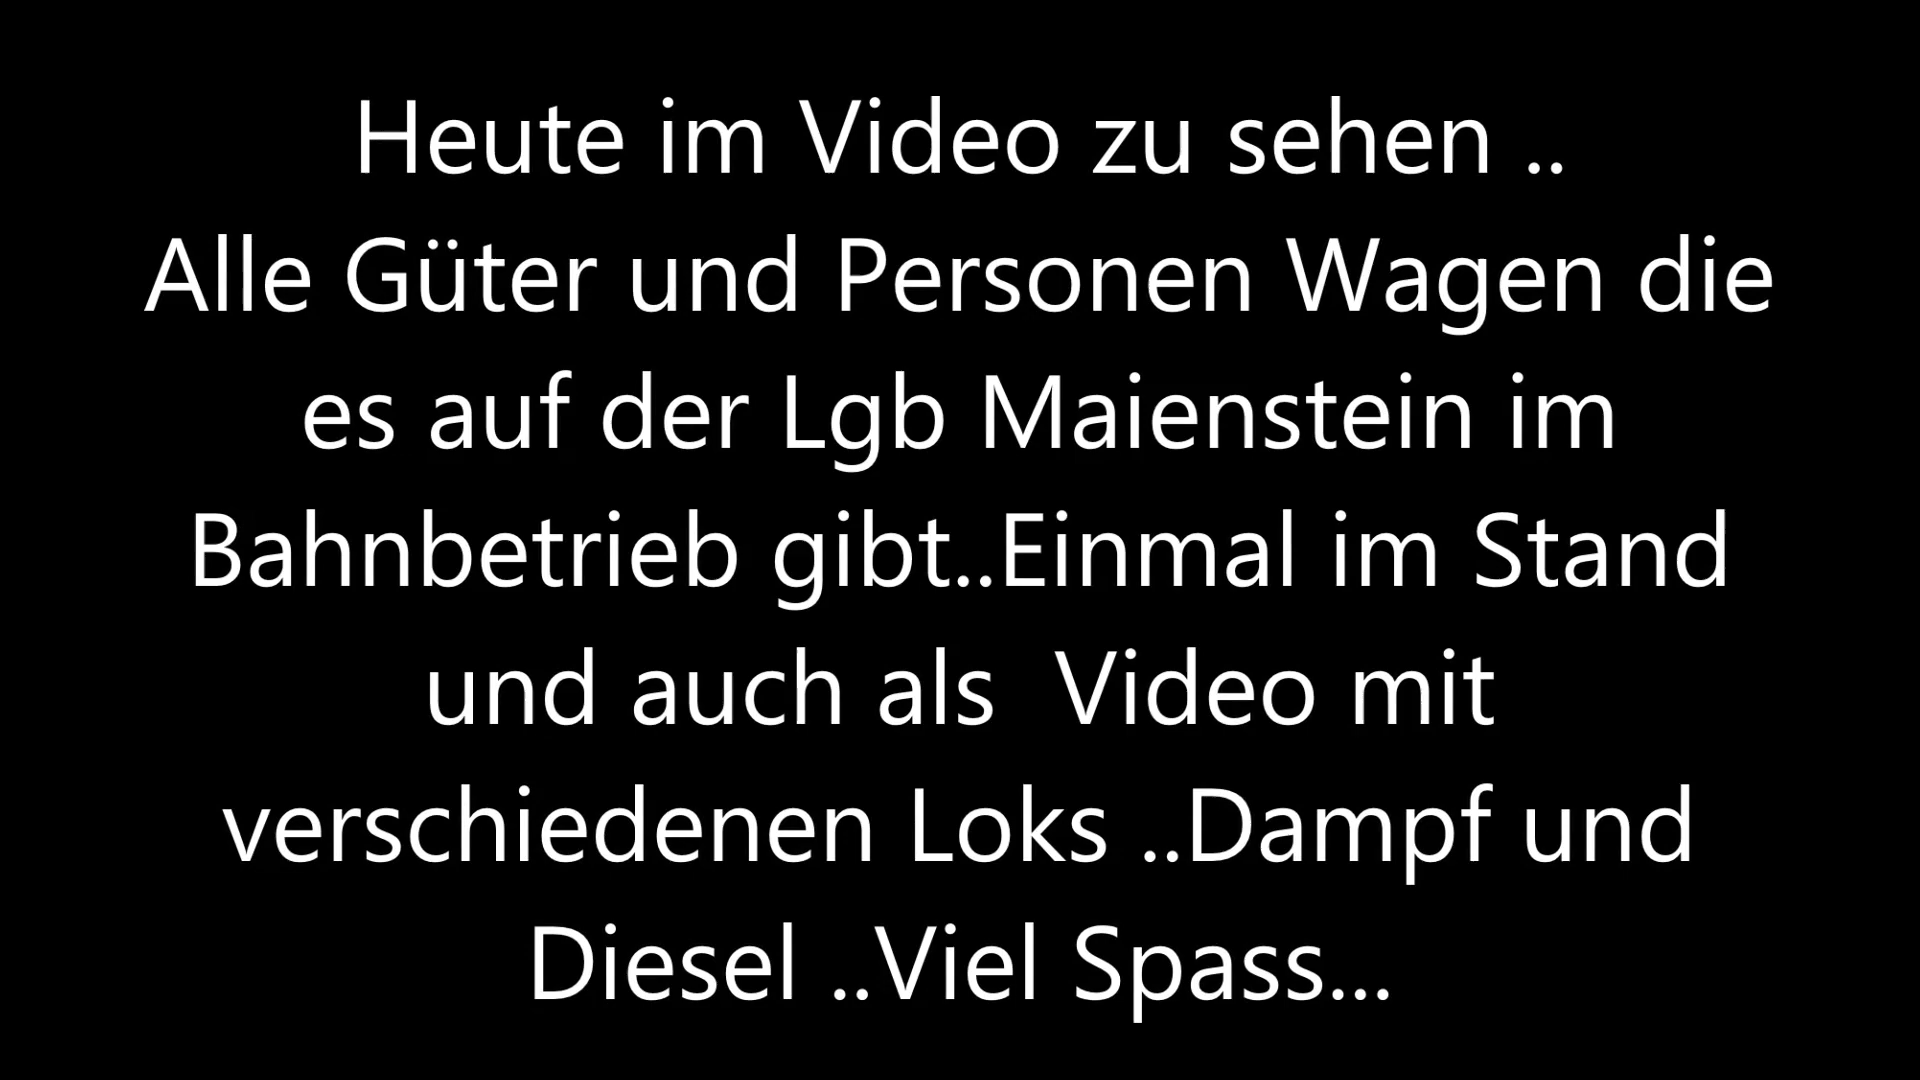 Heute im Video zu sehen ..
Alle Güter und Personen Wagen die
es auf der Lgb Maienstein im
Bahnbetrieb gibt..Einmal im Stand
und auch als  Video mit
verschiedenen Loks ..Dampf und
Diesel ..Viel Spass...